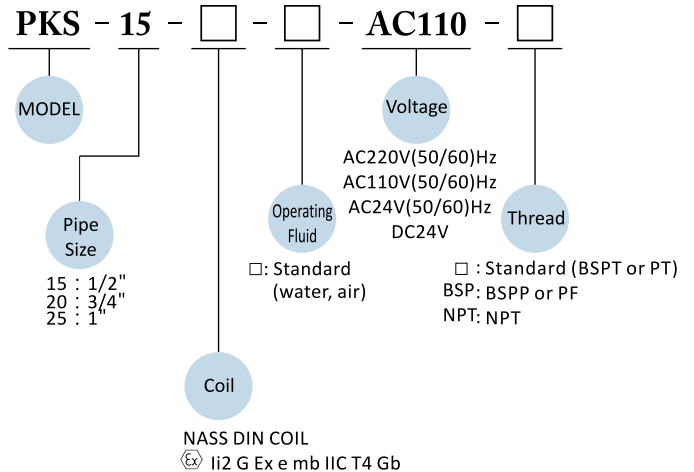 PKS - 15 - □ - □ - AC110 - □
MODEL
Pipe
Size
15 : 1/2"
20 : 3/4"
25 : 1"
Coil
NASS DIN COIL
Ex Ii2 G Ex e mb IIC T4 Gb
Operating
Fluid
□: Standard
(water, air)
Voltage
AC220V(50/60)Hz
AC110V(50/60)Hz
AC24V(50/60)Hz
DC24V
Thread
□ : Standard (BSPT or PT)
BSP: BSPP or PF
NPT: NPT